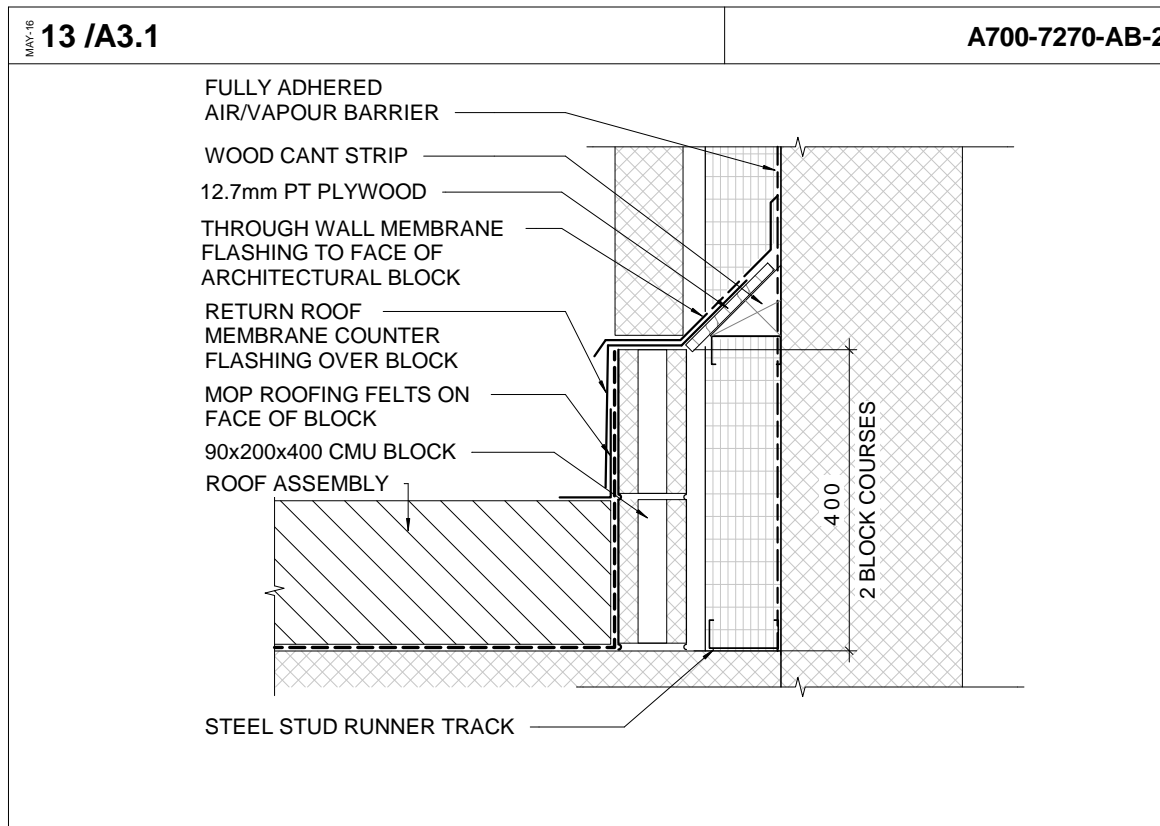 MAY-16
13 /A3.1
A700-7270-AB-2
FULLY ADHERED
AIR/VAPOUR BARRIER
WOOD CANT STRIP
12.7mm PT PLYWOOD
THROUGH WALL MEMBRANE
FLASHING TO FACE OF
ARCHITECTURAL BLOCK
RETURN ROOF
MEMBRANE COUNTER
FLASHING OVER BLOCK
MOP ROOFING FELTS ON
FACE OF BLOCK
90x200x400 CMU BLOCK
ROOF ASSEMBLY
400
2 BLOCK COURSES
STEEL STUD RUNNER TRACK